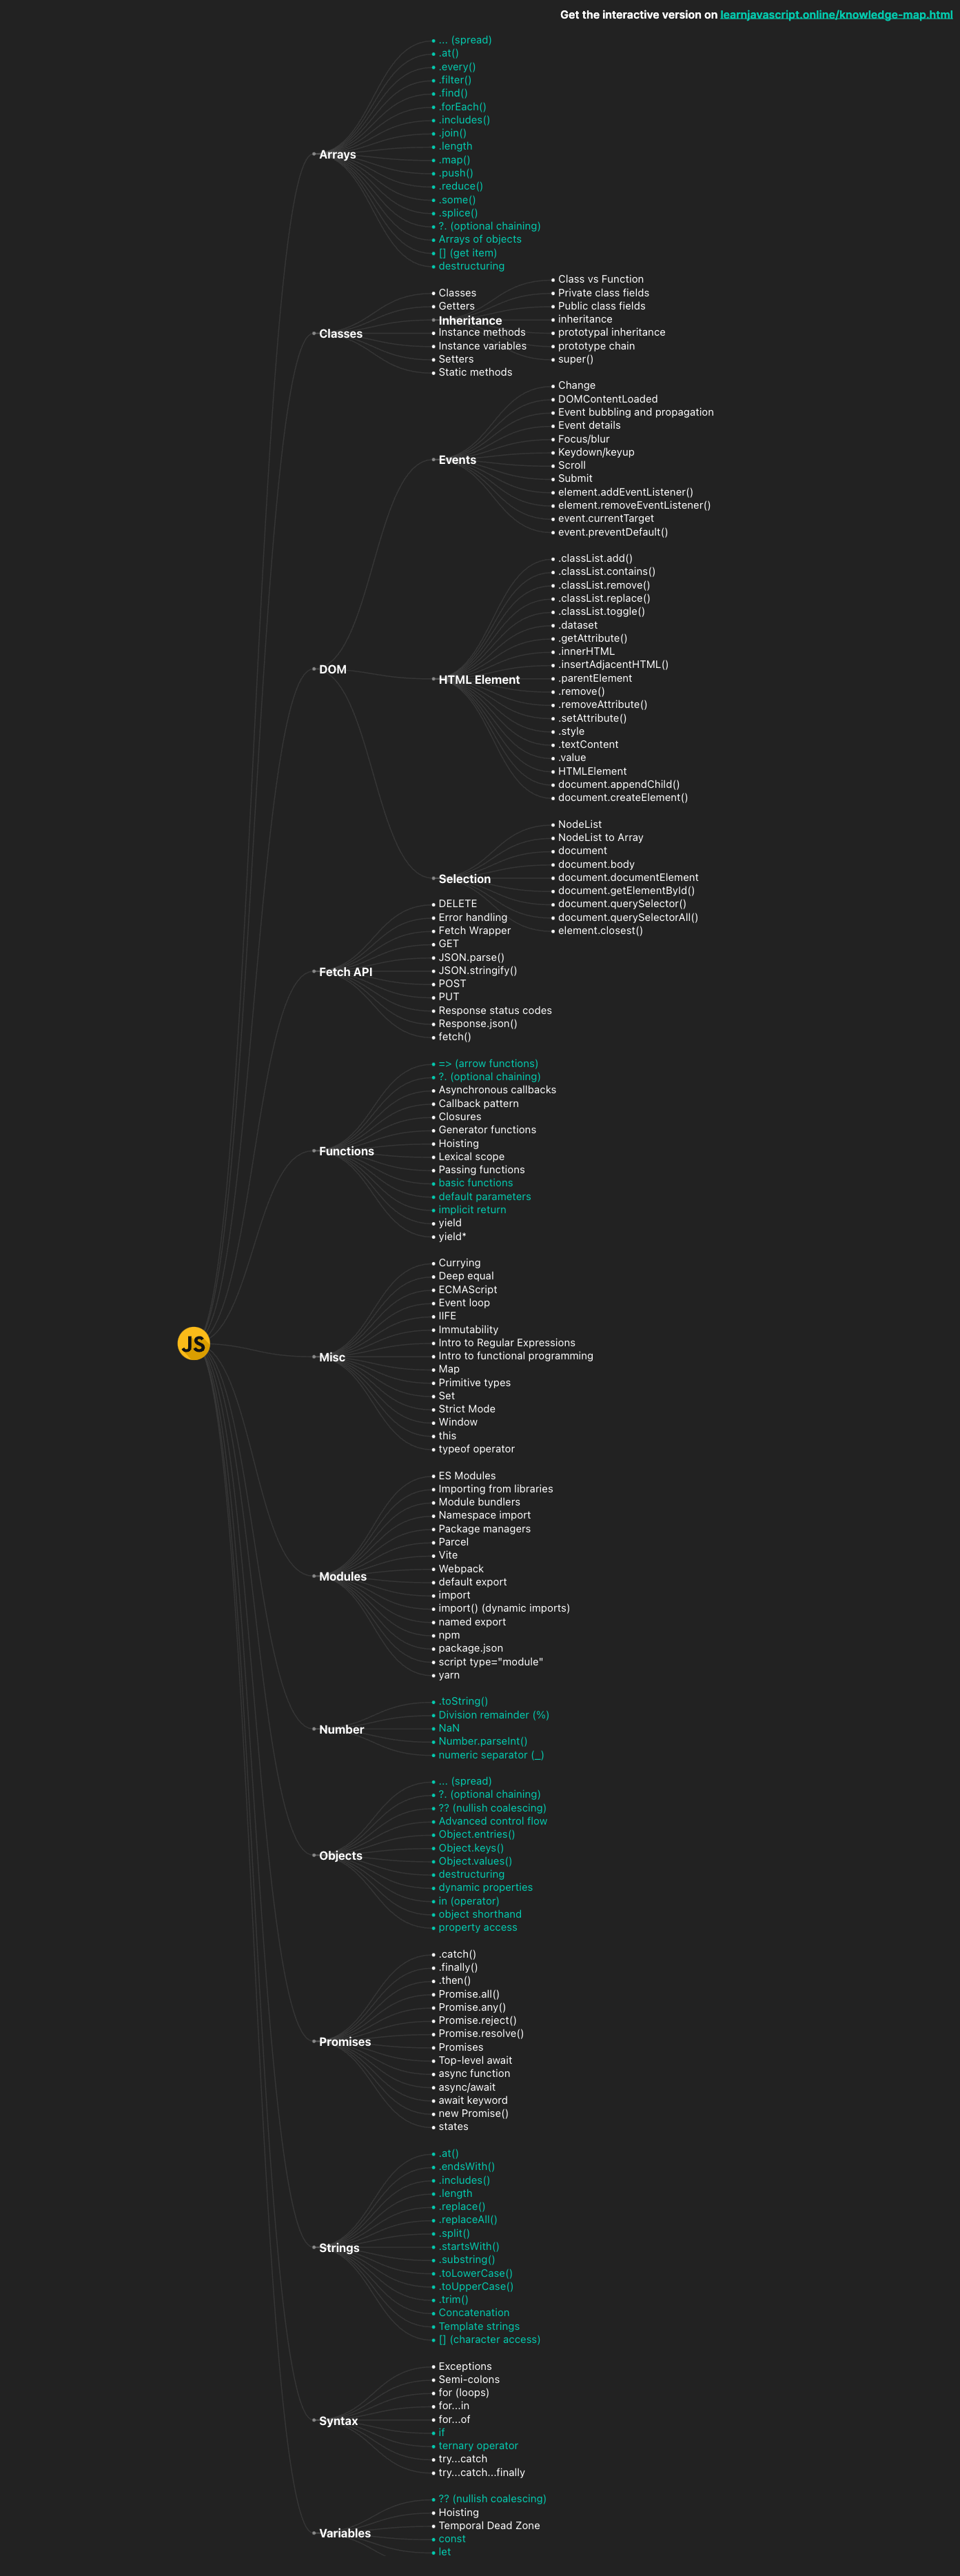 Get the interactive version on learnjavascript.online/knowledge-map.html
JS
Arrays
... (spread)
.at()
.every()
.filter()
.find()
.forEach()
.includes()
.join()
.length
.map()
.push()
.reduce()
.some()
.splice()
?. (optional chaining)
Arrays of objects
[] (get item)
destructuring
Classes
Classes
Getters
Inheritance
Class vs Function
Private class fields
Public class fields
inheritance
prototypal inheritance
prototype chain
super()
Instance methods
Instance variables
Setters
Static methods
DOM
Events
Change
DOMContentLoaded
Event bubbling and propagation
Event details
Focus/blur
Keydown/keyup
Scroll
Submit
element.addEventListener()
element.removeEventListener()
event.currentTarget
event.preventDefault()
HTML Element
.classList.add()
.classList.contains()
.classList.remove()
.classList.replace()
.classList.toggle()
.dataset
.getAttribute()
.innerHTML
.insertAdjacentHTML()
.parentElement
.remove()
.removeAttribute()
.setAttribute()
.style
.textContent
.value
HTMLElement
document.appendChild()
document.createElement()
Selection
NodeList
NodeList to Array
document
document.body
document.documentElement
document.getElementById()
document.querySelector()
document.querySelectorAll()
element.closest()
Fetch API
DELETE
Error handling
Fetch Wrapper
GET
JSON.parse()
JSON.stringify()
POST
PUT
Response status codes
Response.json()
fetch()
Functions
=> (arrow functions)
?. (optional chaining)
Asynchronous callbacks
Callback pattern
Closures
Generator functions
Hoisting
Lexical scope
Passing functions
basic functions
default parameters
implicit return
yield
yield*
Misc
Currying
Deep equal
ECMAScript
Event loop
IIFE
Immutability
Intro to Regular Expressions
Intro to functional programming
Map
Primitive types
Set
Strict Mode
Window
this
typeof operator
Modules
ES Modules
Importing from libraries
Module bundlers
Namespace import
Package managers
Parcel
Vite
Webpack
default export
import
import() (dynamic imports)
named export
npm
package.json
script type="module"
yarn
Number
.toString()
Division remainder (%)
NaN
Number.parseInt()
numeric separator (_)
Objects
... (spread)
?. (optional chaining)
?? (nullish coalescing)
Advanced control flow
Object.entries()
Object.keys()
Object.values()
destructuring
dynamic properties
in (operator)
object shorthand
property access
Promises
.catch()
.finally()
.then()
Promise.all()
Promise.any()
Promise.reject()
Promise.resolve()
Promises
Top-level await
async function
async/await
await keyword
new Promise()
states
Strings
.at()
.endsWith()
.includes()
.length
.replace()
.replaceAll()
.split()
.startsWith()
.substring()
.toLowerCase()
.toUpperCase()
.trim()
Concatenation
Template strings
[] (character access)
Syntax
Exceptions
Semi-colons
for (loops)
for...in
for...of
if
ternary operator
try...catch
try...catch...finally
Variables
?? (nullish coalescing)
Hoisting
Temporal Dead Zone
const
let